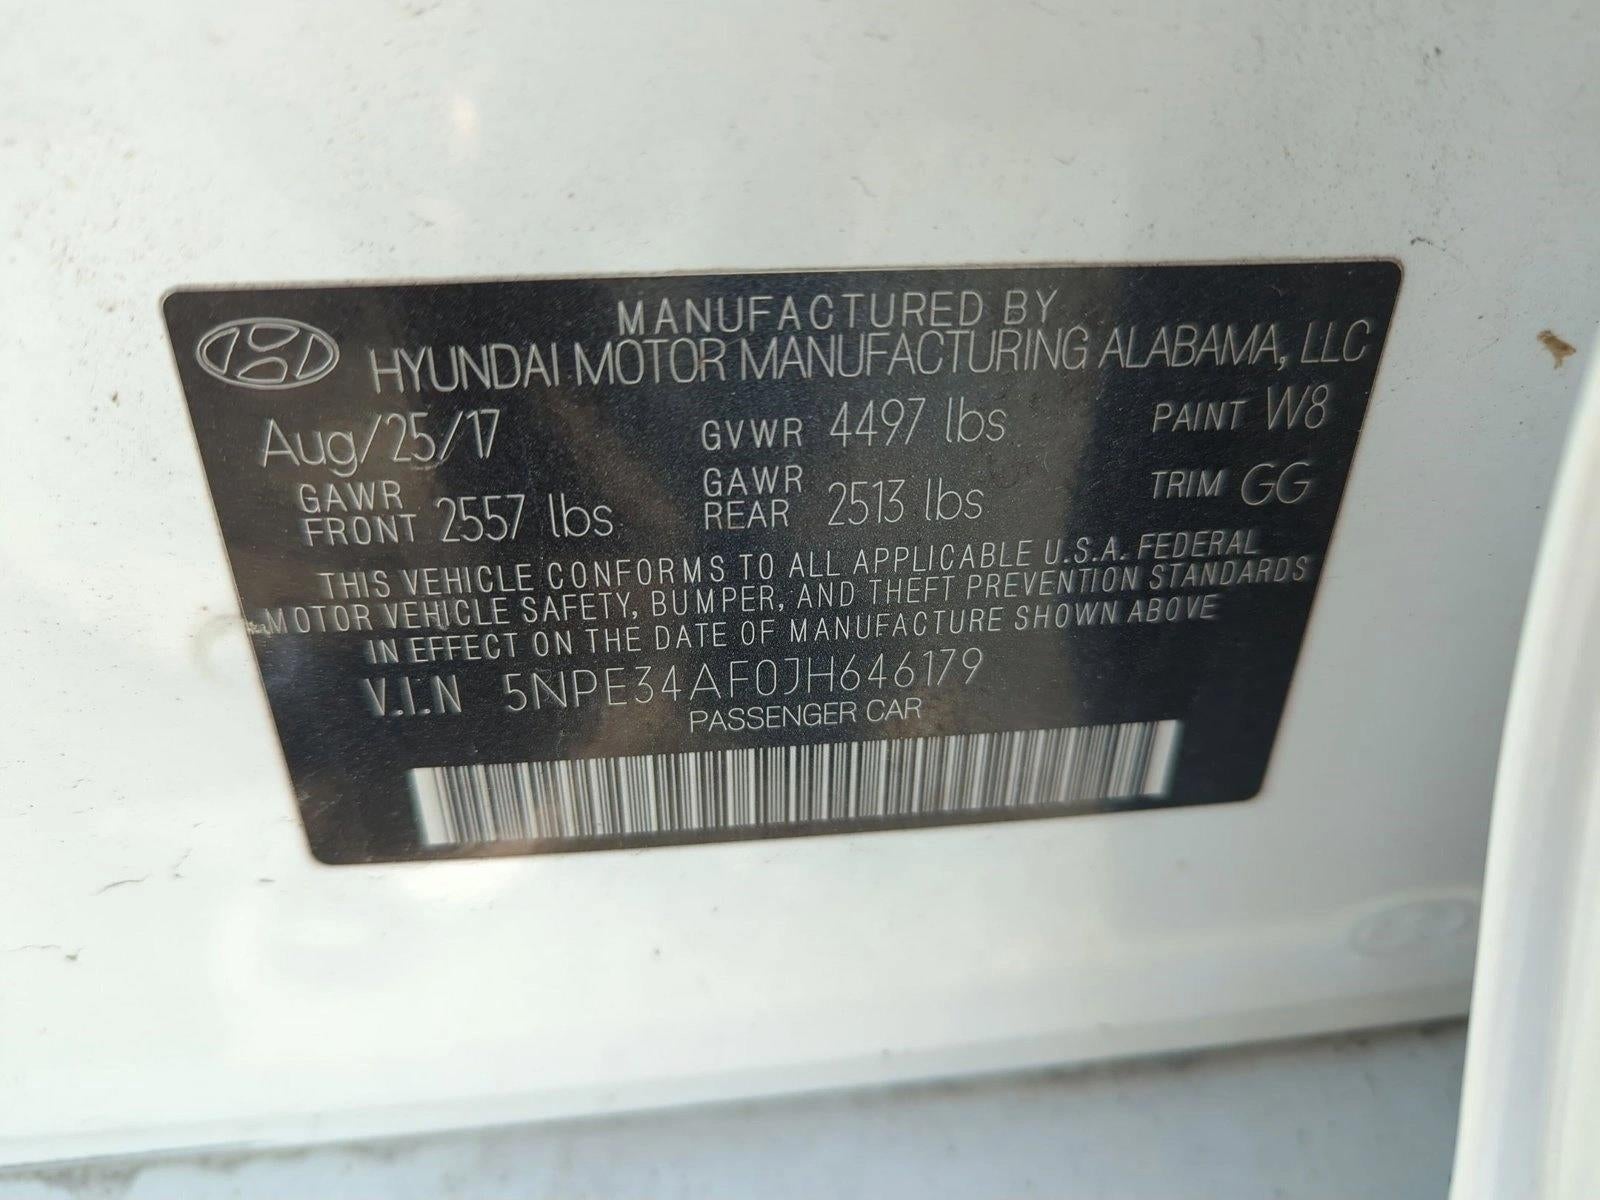 MANUFACTURED BY
HYUNDAI MOTOR MANUFACTURING ALABAMA, LLC
Aug/25/17 GVWR 4497 lbs PAINT W8
GAWR FRONT 2557 lbs GAWR REAR 2513 lbs TRIM GG
THIS VEHICLE CONFORMS TO ALL APPLICABLE U.S.A. FEDERAL
MOTOR VEHICLE SAFETY, BUMPER, AND THEFT PREVENTION STANDARDS
IN EFFECT ON THE DATE OF MANUFACTURE SHOWN ABOVE
V.I.N 5NPE34AF0JH646179
PASSENGER CAR